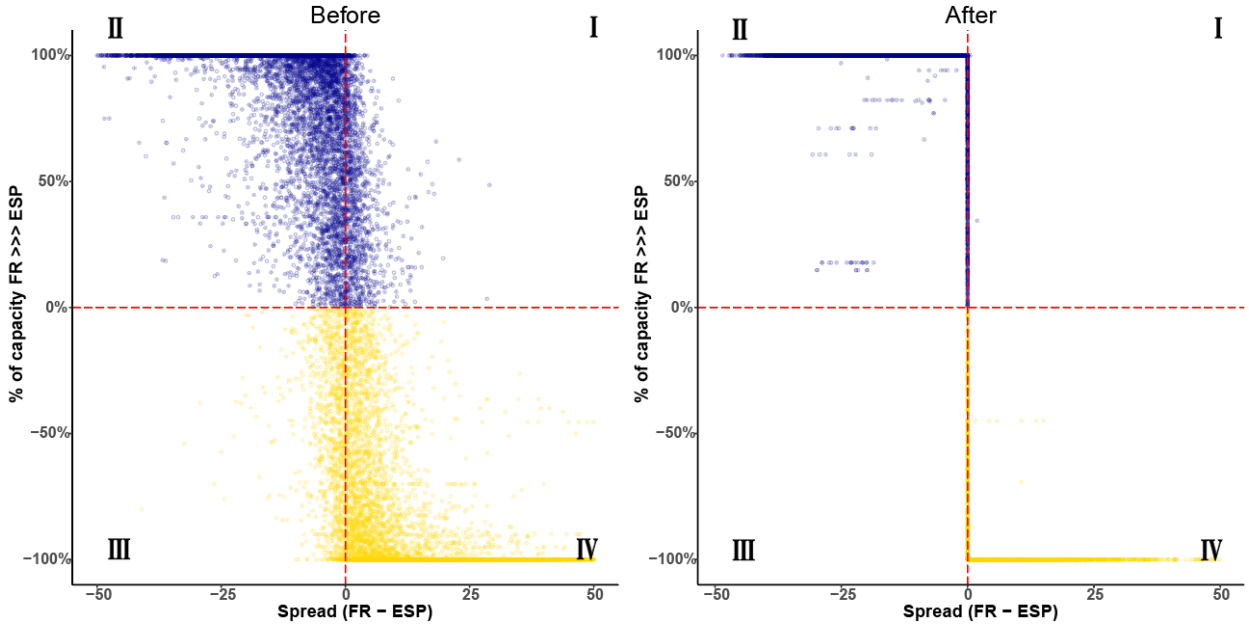 Before
II
I
100%
50%
0%
−50%
−100%
% of capacity FR >>> ESP
III
IV
−50
−25
0
25
50
Spread (FR − ESP)
After
II
I
100%
50%
0%
−50%
−100%
% of capacity FR >>> ESP
III
IV
−50
−25
0
25
50
Spread (FR − ESP)